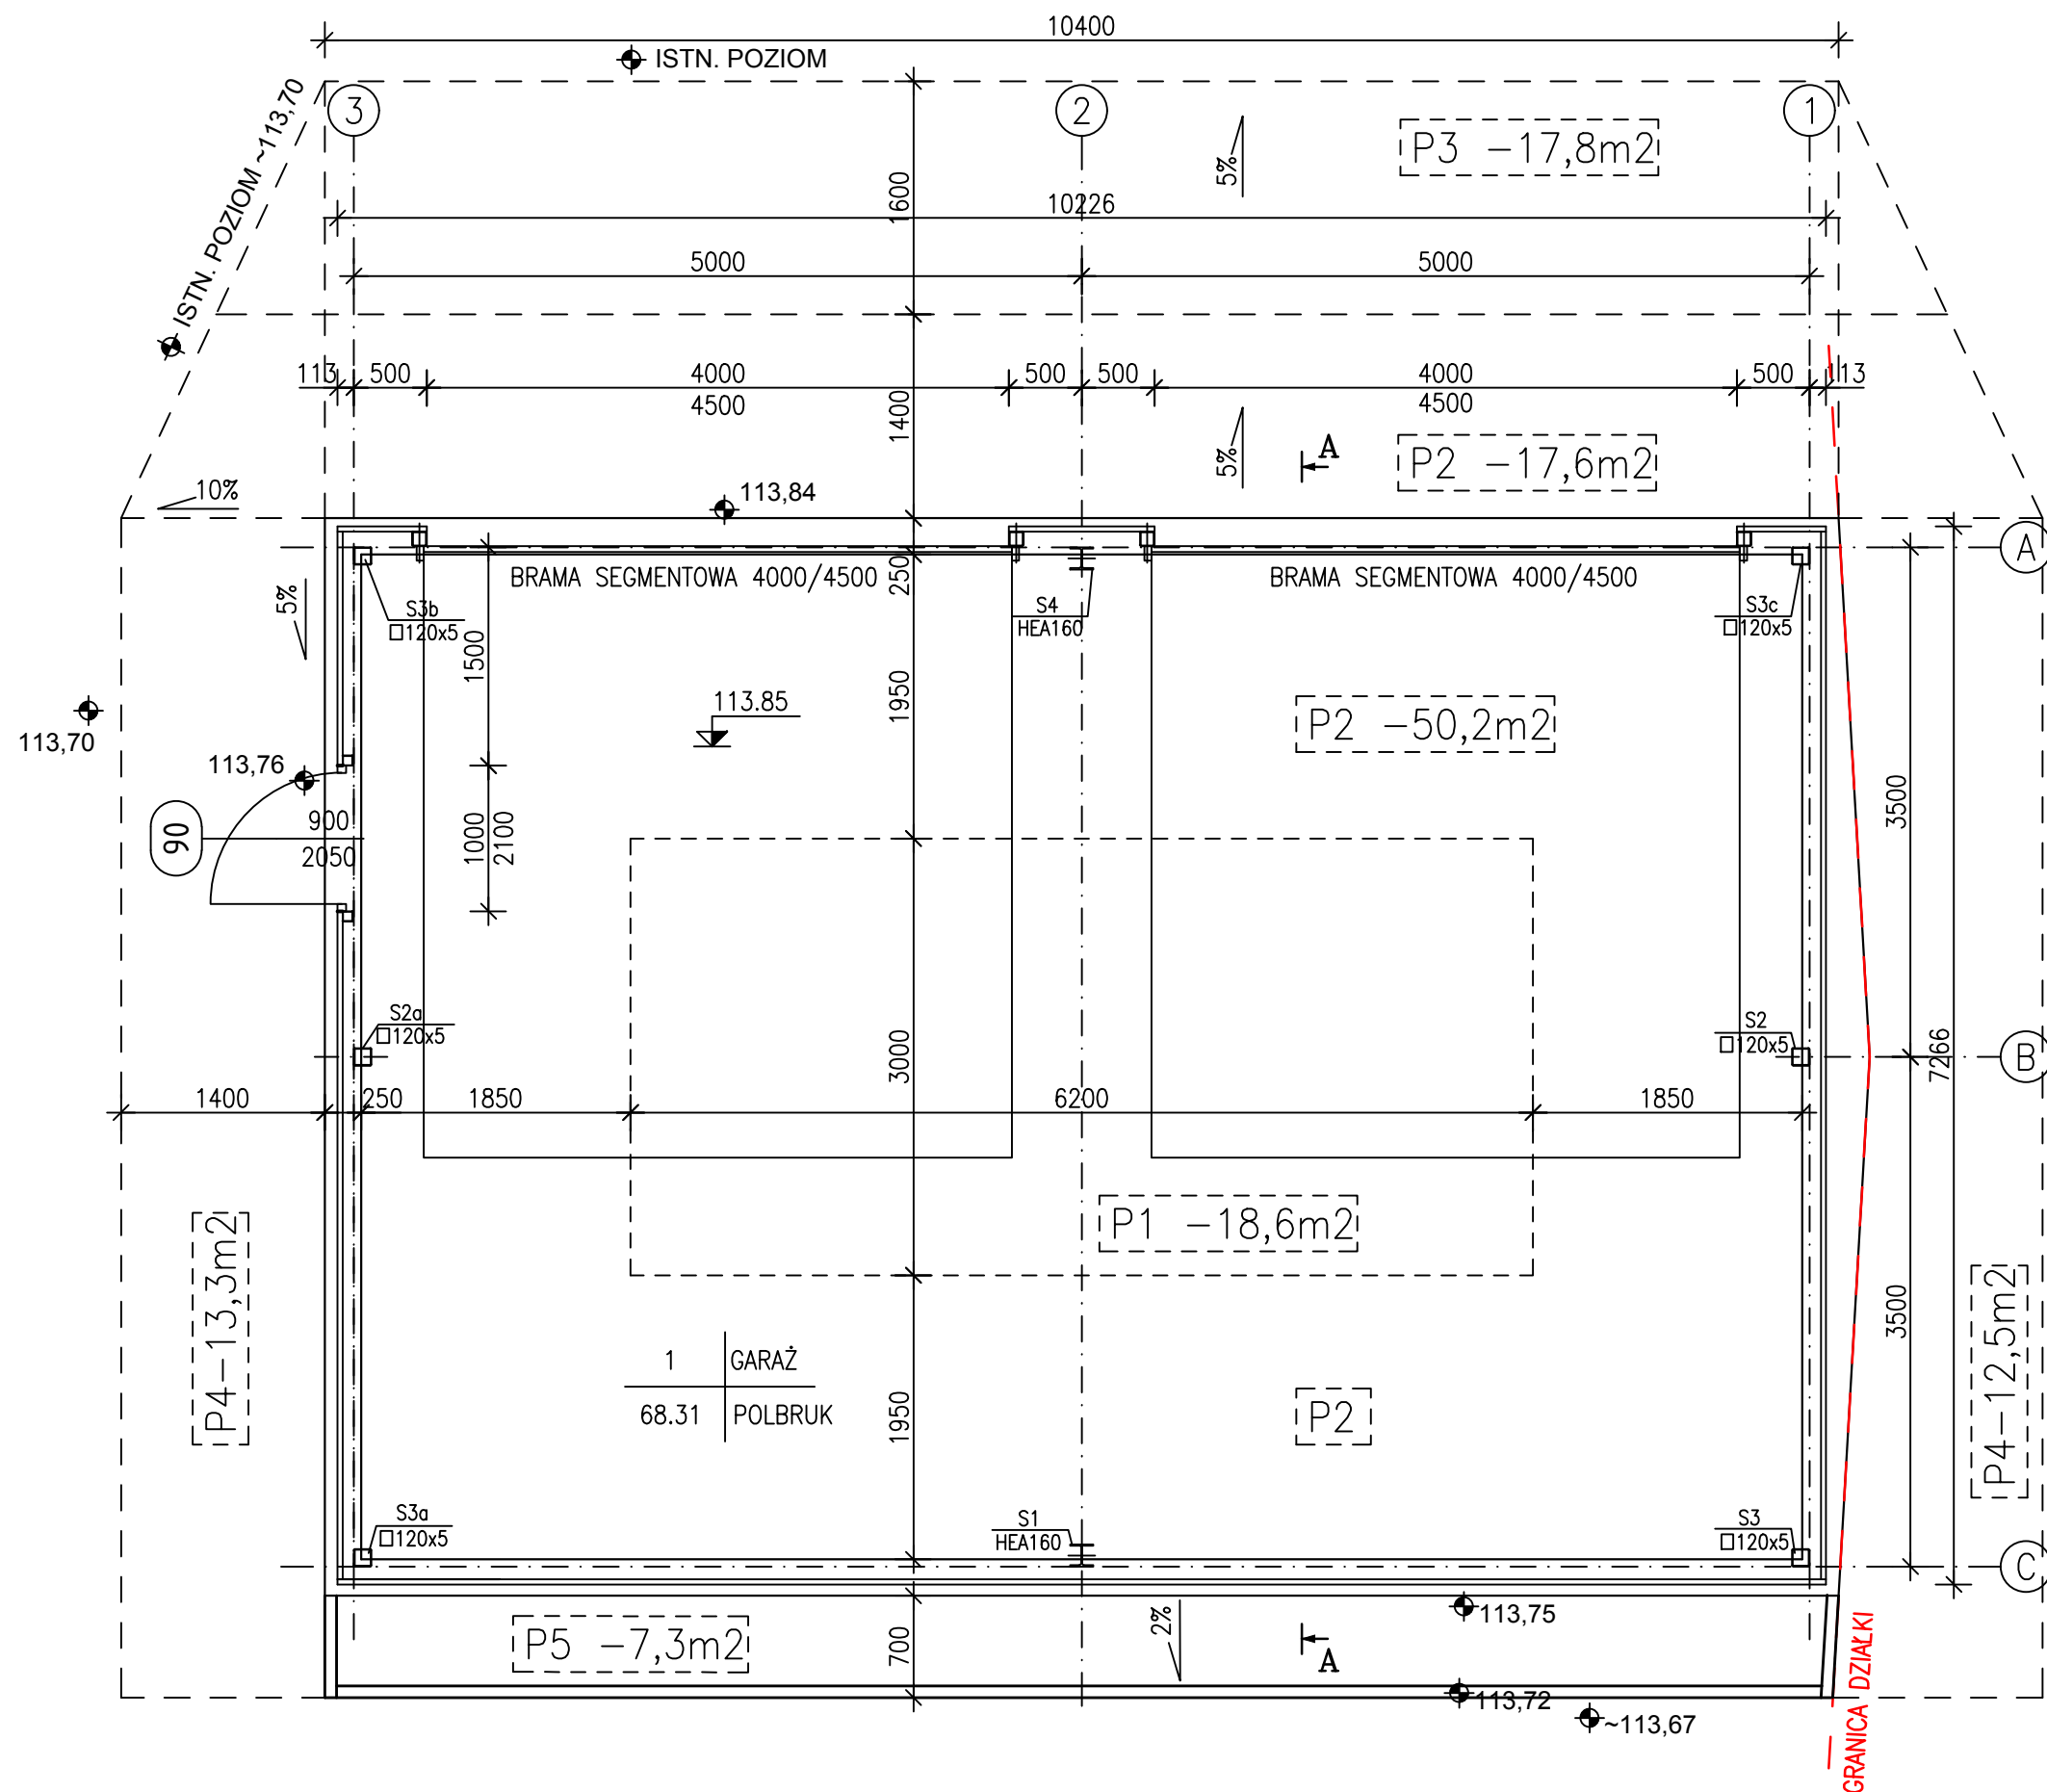 10400
ISTN. POZIOM
ISTN. POZIOM ~113,70
3
2
1
P3 -17,8m2
5%
1600
10226
5000
5000
113
500
4000
500
500
4000
500
113
4500
4500
1400
5%
A
P2 -17,6m2
10%
113,84
A
BRAMA SEGMENTOWA 4000/4500
250
BRAMA SEGMENTOWA 4000/4500
5%
S3b
□120x5
S4
HEA160
S3c
□120x5
1500
1950
113.85
P2 -50,2m2
113,70
113,76
3500
90
900
2050
1000
2100
S2a
□120x5
S2
□120x5
3000
7266
B
1400
250
1850
6200
1850
P1 -18,6m2
P4-13,3m2
3500
P4-12,5m2
1
GARAŻ
68.31
POLBRUK
1950
P2
S3a
□120x5
S1
HEA160
S3
□120x5
C
P5 -7,3m2
700
2%
113,75
A
113,72
~113,67
GRANICA DZIAŁKI